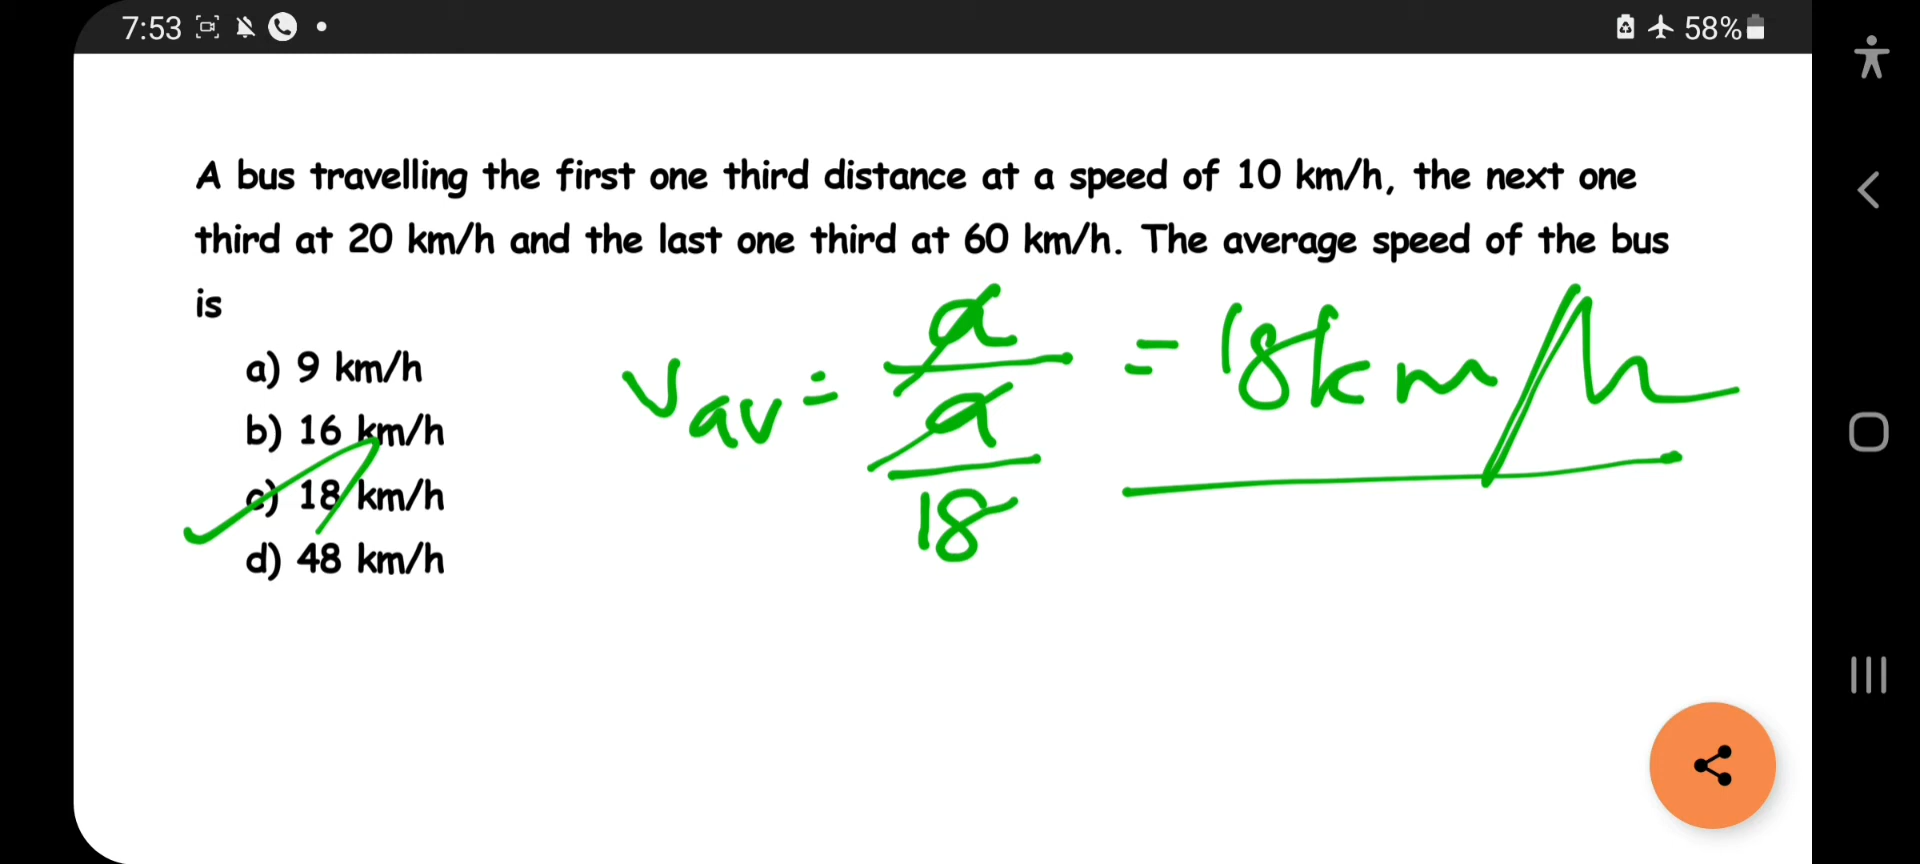 7:53 58%
A bus travelling the first one third distance at a speed of 10 km/h, the next one
third at 20 km/h and the last one third at 60 km/h. The average speed of the bus
is
a) 9 km/h
b) 16 km/h
c) 18 km/h
d) 48 km/h
Vav = d / d / 18 = 18km/h